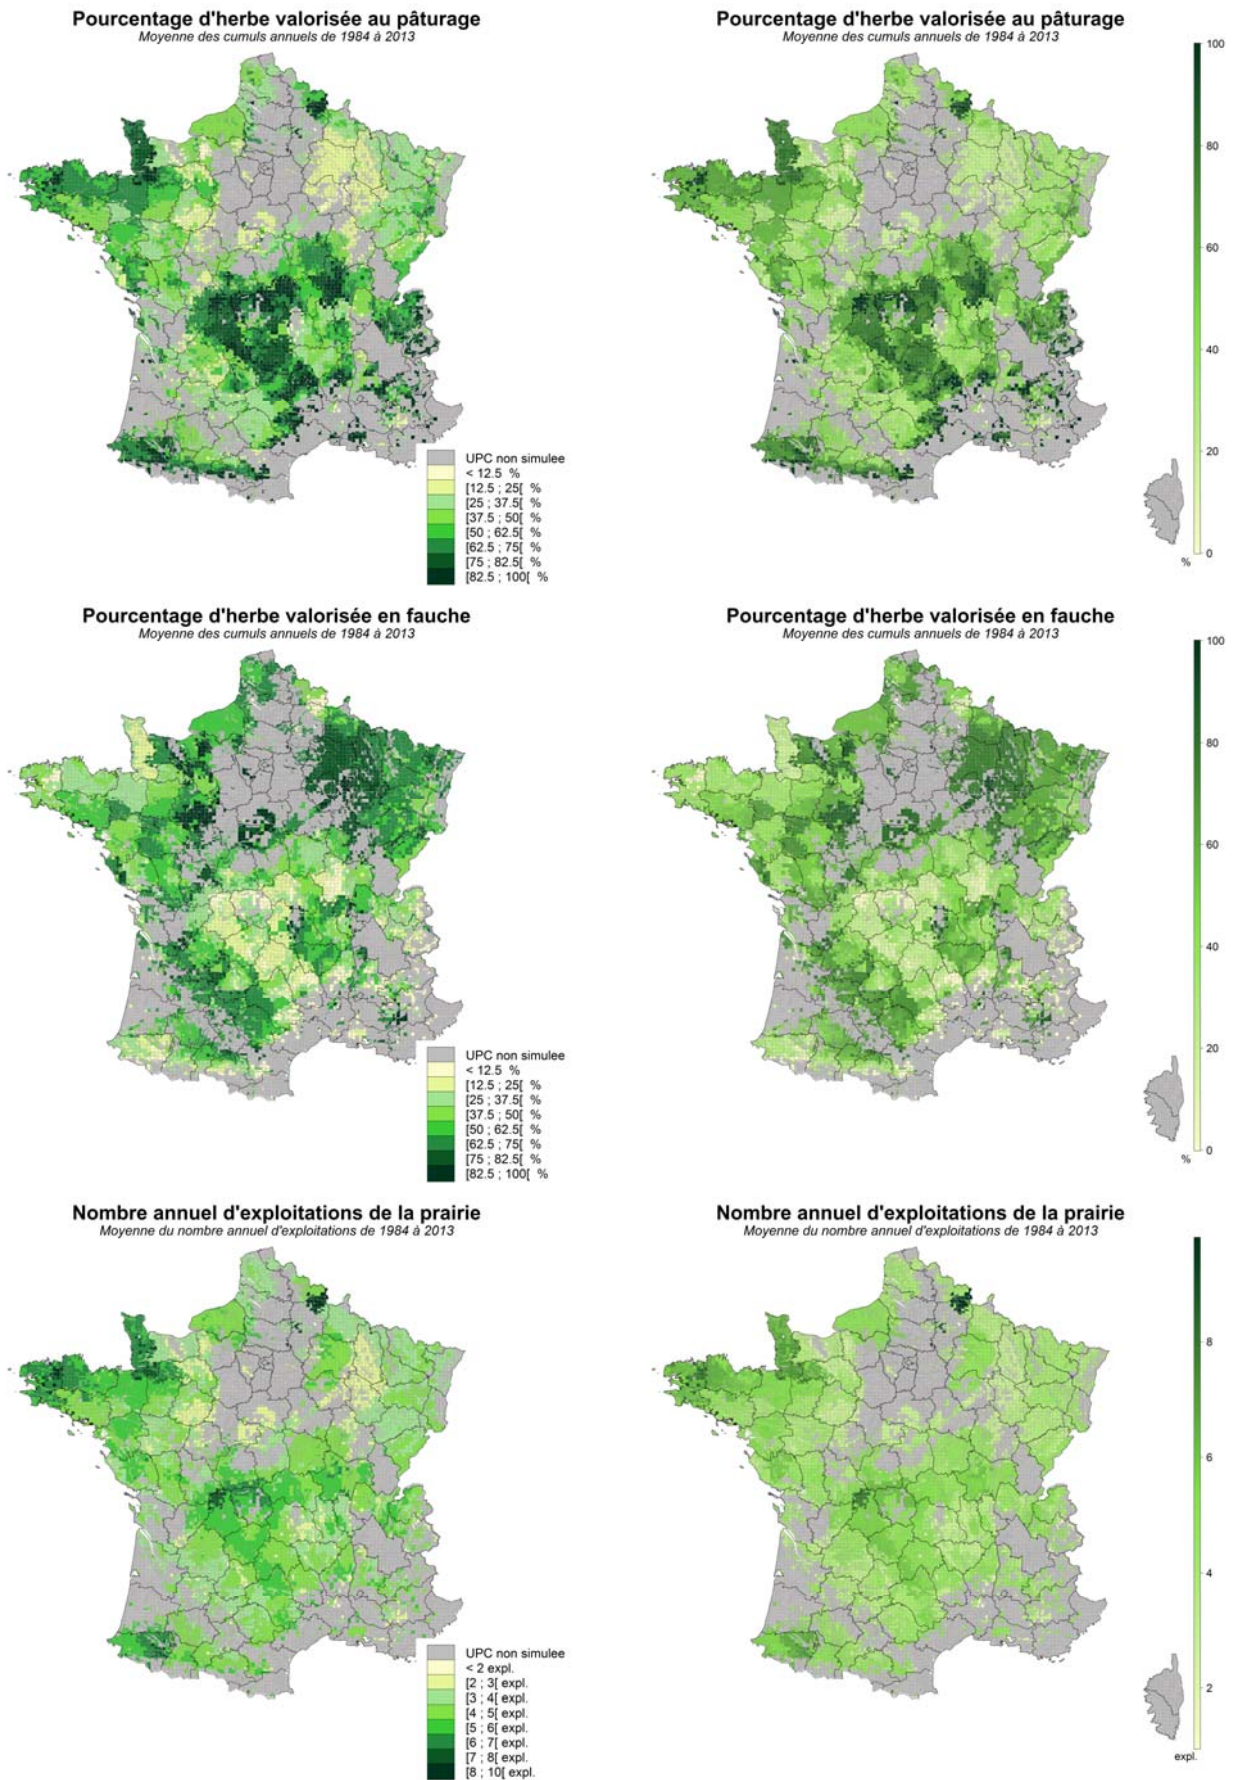 Pourcentage d'herbe valorisée au pâturage
Moyenne des cumuls annuels de 1984 à 2013
UPC non simulee
< 12.5 %
[12.5 ; 25[ %
[25 ; 37.5[ %
[37.5 ; 50[ %
[50 ; 62.5[ %
[62.5 ; 75[ %
[75 ; 82.5[ %
[82.5 ; 100[ %
Pourcentage d'herbe valorisée au pâturage
Moyenne des cumuls annuels de 1984 à 2013
100
80
60
40
20
0
%
Pourcentage d'herbe valorisée en fauche
Moyenne des cumuls annuels de 1984 à 2013
UPC non simulee
< 12.5 %
[12.5 ; 25[ %
[25 ; 37.5[ %
[37.5 ; 50[ %
[50 ; 62.5[ %
[62.5 ; 75[ %
[75 ; 82.5[ %
[82.5 ; 100[ %
Pourcentage d'herbe valorisée en fauche
Moyenne des cumuls annuels de 1984 à 2013
100
80
60
40
20
0
%
Nombre annuel d'exploitations de la prairie
Moyenne du nombre annuel d'exploitations de 1984 à 2013
UPC non simulee
< 2 expl.
[2 ; 3[ expl.
[3 ; 4[ expl.
[4 ; 5[ expl.
[5 ; 6[ expl.
[6 ; 7[ expl.
[7 ; 8[ expl.
[8 ; 10[ expl.
Nombre annuel d'exploitations de la prairie
Moyenne du nombre annuel d'exploitations de 1984 à 2013
8
6
4
2
expl.